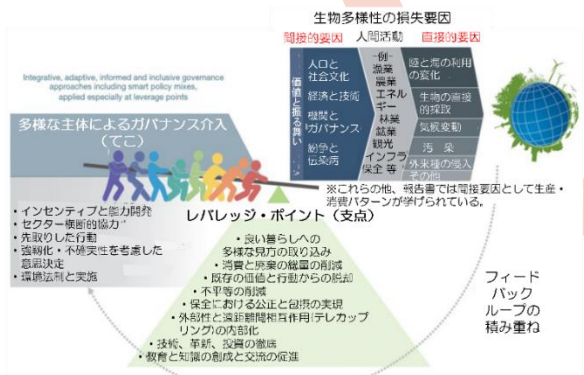 生物多様性の損失要因
間接的要因 人間活動 直接的要因
価値と振る舞い
人口と
社会文化
経済と技術
機関と
ガバナンス
紛争と
伝染病
-例-
漁業
農業
エネル
ギー
林業
鉱業
観光
インフラ
保全 等
陸と海の利用
の変化
生物の直接
的採取
気候変動
汚 染
外来種の侵入
その他
※これらの他、報告書では間接要因として生産・
消費パターンが挙げられている。
Integrative, adaptive, informed and inclusive governance
approaches including smart policy mixes,
applied especially at leverage points
多様な主体によるガバナンス介入
(てこ)
・インセンティブと能力開発
・セクター横断的協力
・先取りした行動
・強靭化・不確実性を考慮した
意思決定
・環境法制と実施
レバレッジ・ポイント(支点)
・良い暮らしへの
多様な見方の取り込み
・消費と廃棄の総量の削減
・既存の価値と行動からの脱却
・不平等の削減
・保全における公正と包摂の実現
・外部性と遠距離間相互作用(テレカップ
リング)の内部化
・技術、革新、投資の徹底
・教育と知識の創成と交流の促進
フィード
バック
ループの
積み重ね